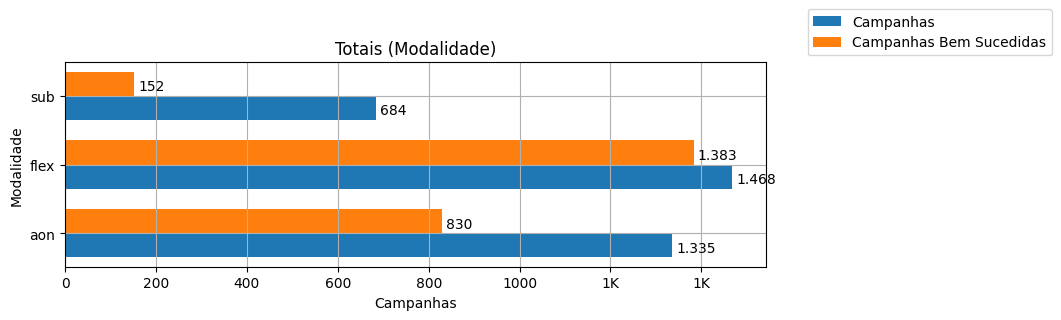 Campanhas
Campanhas Bem Sucedidas
Totais (Modalidade)
Modalidade
sub
152
684
flex
1.383
1.468
aon
830
1.335
0 200 400 600 800 1000 1K 1K
Campanhas